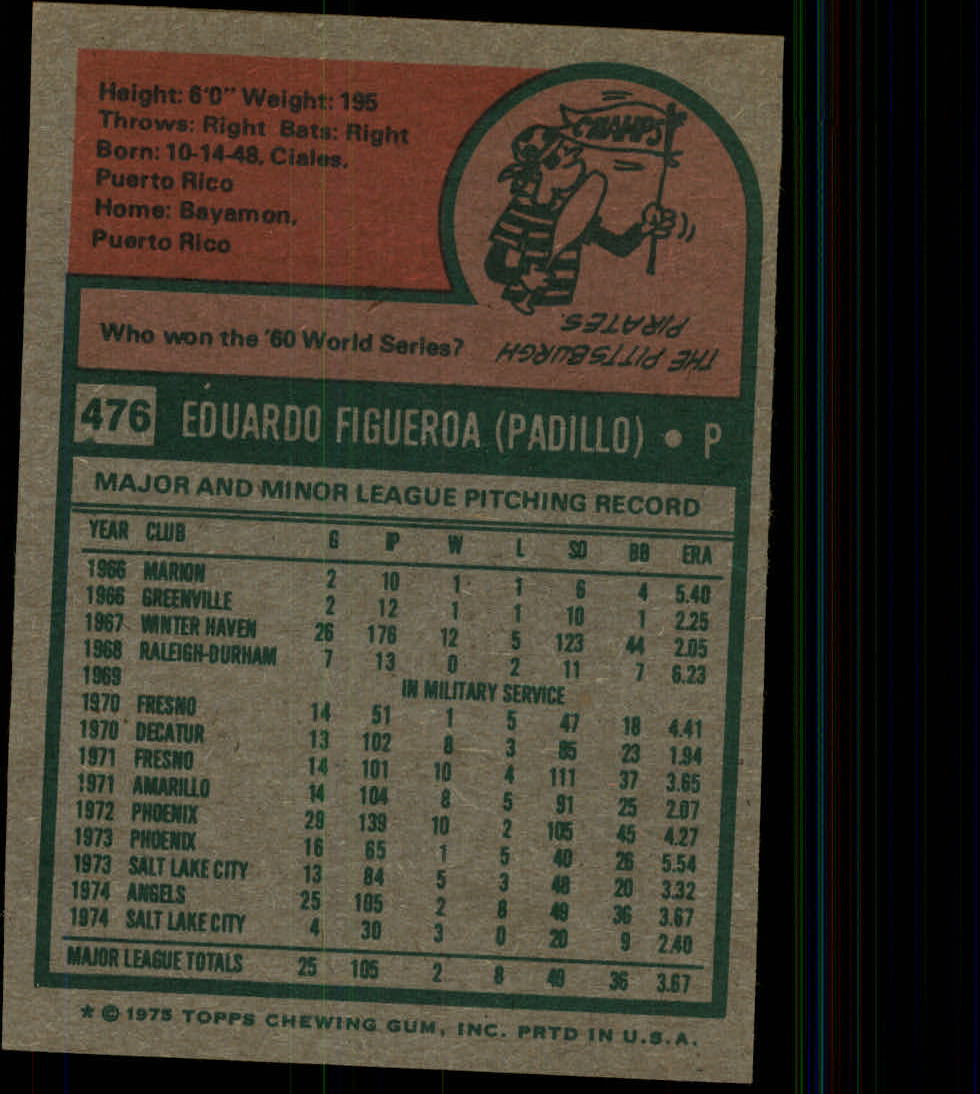 Height: 6'0" Weight: 195
Throws: Right Bats: Right
Born: 10-14-48, Ciales,
Puerto Rico
Home: Bayamon,
Puerto Rico
CHAMPS
Who won the '60 World Series?
THE PITTSBURGH
PIRATES.
476 EDUARDO FIGUEROA (PADILLO) • P
MAJOR AND MINOR LEAGUE PITCHING RECORD
YEAR CLUB G IP W L SO BB ERA
1966 MARION 2 10 1 1 6 4 5.40
1966 GREENVILLE 2 12 1 1 10 1 2.25
1967 WINTER HAVEN 26 176 12 5 123 44 2.05
1968 RALEIGH-DURHAM 7 13 0 2 11 7 6.23
1969 IN MILITARY SERVICE
1970 FRESNO 14 51 1 5 47 18 4.41
1970 DECATUR 13 102 8 3 85 23 1.94
1971 FRESNO 14 101 10 4 111 37 3.65
1971 AMARILLO 14 104 8 5 91 25 2.07
1972 PHOENIX 29 139 10 2 105 45 4.27
1973 PHOENIX 16 65 1 5 40 26 5.54
1973 SALT LAKE CITY 13 84 5 3 48 20 3.32
1974 ANGELS 25 105 2 8 49 36 3.67
1974 SALT LAKE CITY 4 30 3 0 20 9 2.40
MAJOR LEAGUE TOTALS 25 105 2 8 49 36 3.67
* © 1975 TOPPS CHEWING GUM, INC. PRTD IN U.S.A.